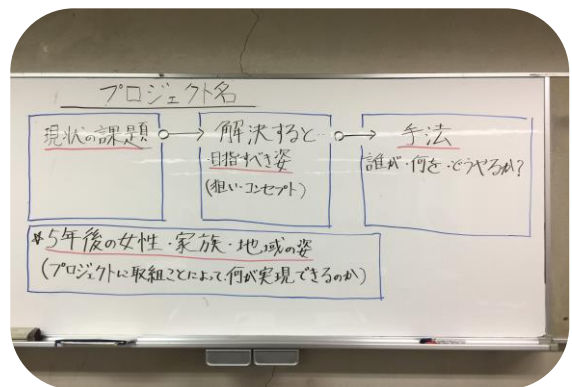 プロジェクト名
現状の課題
解決すると…
目指すべき姿
(狙い・コンセプト)
手法
誰が・何を・どうやるか?
*5年後の女性・家族・地域の姿
(プロジェクトに取組ことによって、何が実現できるのか)